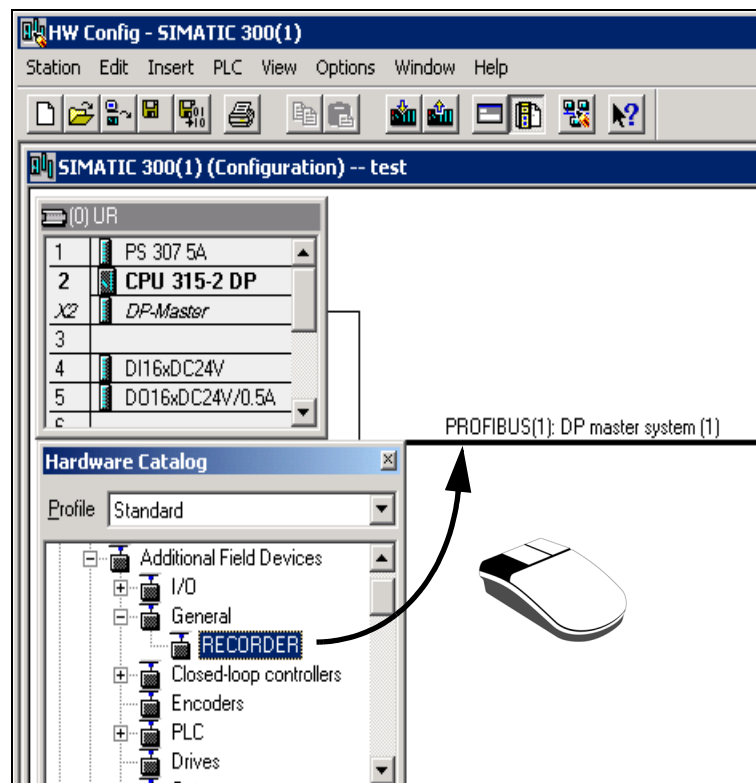 HW Config - SIMATIC 300(1)
Station Edit Insert PLC View Options Window Help
SIMATIC 300(1) (Configuration) -- test
(0) UR
1 PS 307 5A
2 CPU 315-2 DP
X2 DP-Master
3
4 DI16xDC24V
5 DO16xDC24V/0.5A
PROFIBUS(1): DP master system (1)
Hardware Catalog
Profile Standard
Additional Field Devices
I/O
General
RECORDER
Closed-loop controllers
Encoders
PLC
Drives